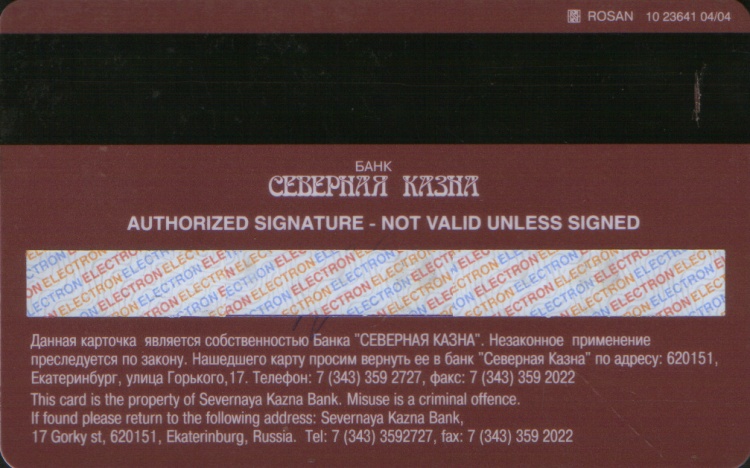 ROSAN 10 23641 04/04
БАНК
СЕВЕРНАЯ КАЗНА
AUTHORIZED SIGNATURE - NOT VALID UNLESS SIGNED
ELECTRON ELECTRON ELECTRON ELECTRON ELECTRON ELECTRON
Данная карточка является собственностью Банка "СЕВЕРНАЯ КАЗНА". Незаконное применение
преследуется по закону. Нашедшего карту просим вернуть ее в банк "Северная Казна" по адресу: 620151,
Екатеринбург, улица Горького,17. Телефон: 7 (343) 359 2727, факс: 7 (343) 359 2022
This card is the property of Severnaya Kazna Bank. Misuse is a criminal offence.
If found please return to the following address: Severnaya Kazna Bank,
17 Gorky st, 620151, Ekaterinburg, Russia. Tel: 7 (343) 3592727, fax: 7 (343) 359 2022